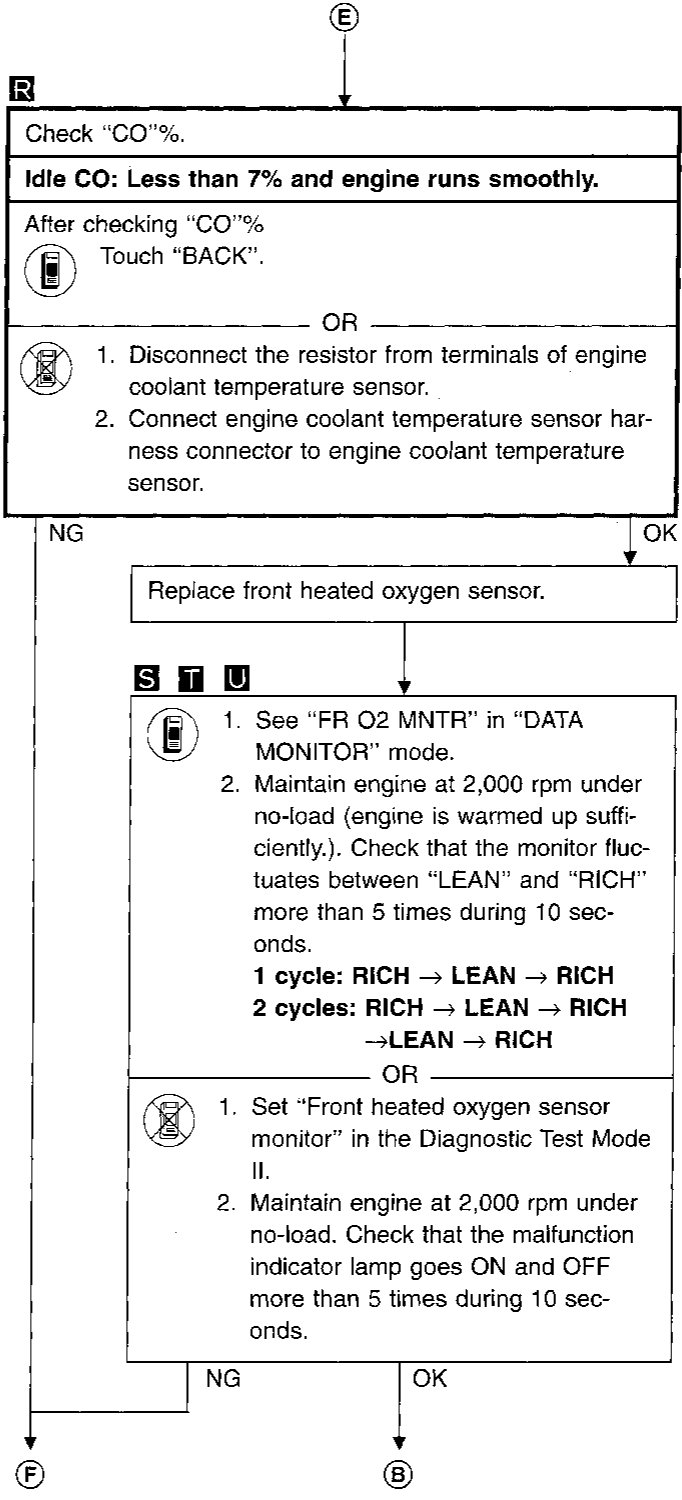 E
R
Check “CO”%.
Idle CO: Less than 7% and engine runs smoothly.
After checking “CO”%
Touch “BACK”.
OR
1. Disconnect the resistor from terminals of engine
coolant temperature sensor.
2. Connect engine coolant temperature sensor har-
ness connector to engine coolant temperature
sensor.
NG
OK
Replace front heated oxygen sensor.
S T U
1. See “FR O2 MNTR” in “DATA
MONITOR” mode.
2. Maintain engine at 2,000 rpm under
no-load (engine is warmed up suffi-
ciently.). Check that the monitor fluc-
tuates between “LEAN” and “RICH”
more than 5 times during 10 sec-
onds.
1 cycle: RICH → LEAN → RICH
2 cycles: RICH → LEAN → RICH
→LEAN → RICH
OR
1. Set “Front heated oxygen sensor
monitor” in the Diagnostic Test Mode
II.
2. Maintain engine at 2,000 rpm under
no-load. Check that the malfunction
indicator lamp goes ON and OFF
more than 5 times during 10 sec-
onds.
NG
OK
F
B